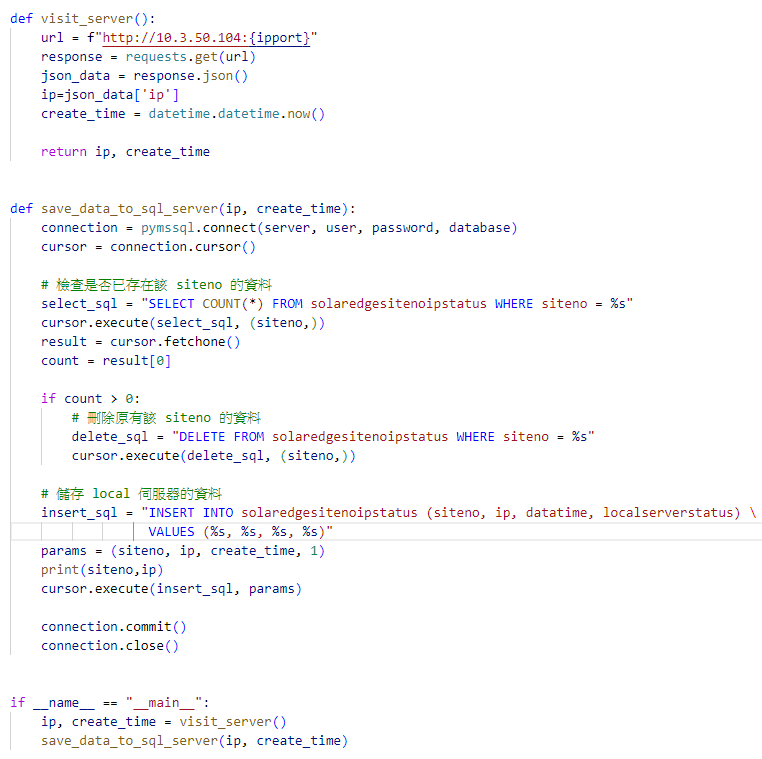 def visit_server():
    url = f"http://10.3.50.104:{ipport}"
    response = requests.get(url)
    json_data = response.json()
    ip=json_data['ip']
    create_time = datetime.datetime.now()
    return ip, create_time
def save_data_to_sql_server(ip, create_time):
    connection = pymssql.connect(server, user, password, database)
    cursor = connection.cursor()
    # 檢查是否已存在該 siteno 的資料
    select_sql = "SELECT COUNT(*) FROM solaredgesitenoipstatus WHERE siteno = %s"
    cursor.execute(select_sql, (siteno,))
    result = cursor.fetchone()
    count = result[0]
    if count > 0:
        # 刪除原有該 siteno 的資料
        delete_sql = "DELETE FROM solaredgesitenoipstatus WHERE siteno = %s"
        cursor.execute(delete_sql, (siteno,))
    # 儲存 local 伺服器的資料
    insert_sql = "INSERT INTO solaredgesitenoipstatus (siteno, ip, datatime, localserverstatus) \
                  VALUES (%s, %s, %s, %s)"
    params = (siteno, ip, create_time, 1)
    print(siteno,ip)
    cursor.execute(insert_sql, params)
    connection.commit()
    connection.close()
if __name__ == "__main__":
    ip, create_time = visit_server()
    save_data_to_sql_server(ip, create_time)